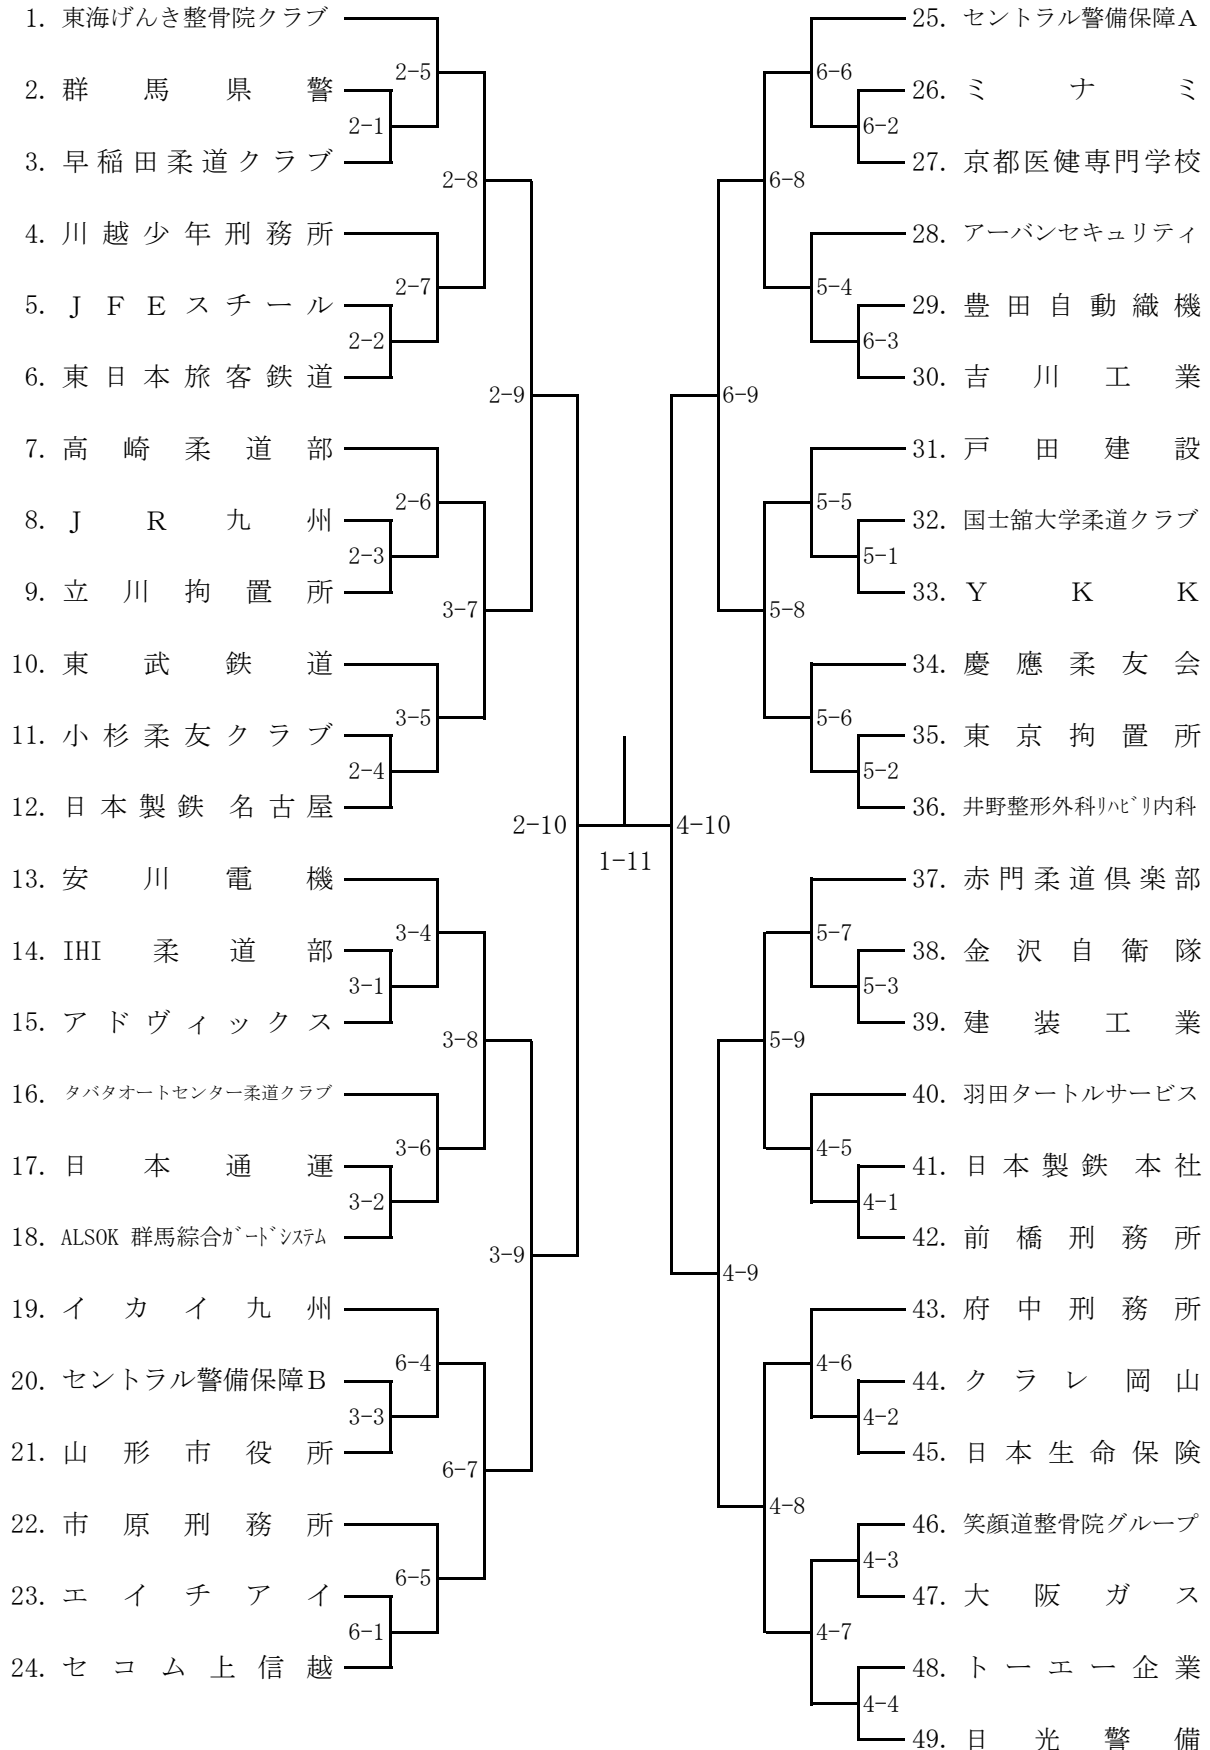 1. 東海げんき整骨院クラブ
2-5
2. 群馬県警
2-1
3. 早稲田柔道クラブ
2-8
4. 川越少年刑務所
2-7
5. JFEスチール
2-2
6. 東日本旅客鉄道
2-9
7. 高崎柔道部
2-6
8. JR九州
2-3
9. 立川拘置所
3-7
10. 東武鉄道
3-5
11. 小杉柔友クラブ
2-4
12. 日本製鉄 名古屋
2-10
13. 安川電機
3-4
14. IHI 柔道部
3-1
15. アドヴィックス
3-8
16. タバタオートセンター柔道クラブ
3-6
17. 日本通運
3-2
18. ALSOK 群馬綜合ガードシステム
3-9
19. イカイ九州
6-4
20. セントラル警備保障B
3-3
21. 山形市役所
6-7
22. 市原刑務所
6-5
23. エイチアイ
6-1
24. セコム上信越
1-11
25. セントラル警備保障A
6-6
26. ミナミ
6-2
27. 京都医健専門学校
6-8
28. アーバンセキュリティ
5-4
29. 豊田自動織機
6-3
30. 吉川工業
6-9
31. 戸田建設
5-5
32. 国士舘大学柔道クラブ
5-1
33. YKK
5-8
34. 慶應柔友会
5-6
35. 東京拘置所
5-2
36. 井野整形外科リハビリ内科
4-10
37. 赤門柔道倶楽部
5-7
38. 金沢自衛隊
5-3
39. 建装工業
5-9
40. 羽田タートルサービス
4-5
41. 日本製鉄 本社
4-1
42. 前橋刑務所
4-9
43. 府中刑務所
4-6
44. クラレ岡山
4-2
45. 日本生命保険
4-8
46. 笑顔道整骨院グループ
4-3
47. 大阪ガス
4-7
48. トーエー企業
4-4
49. 日光警備